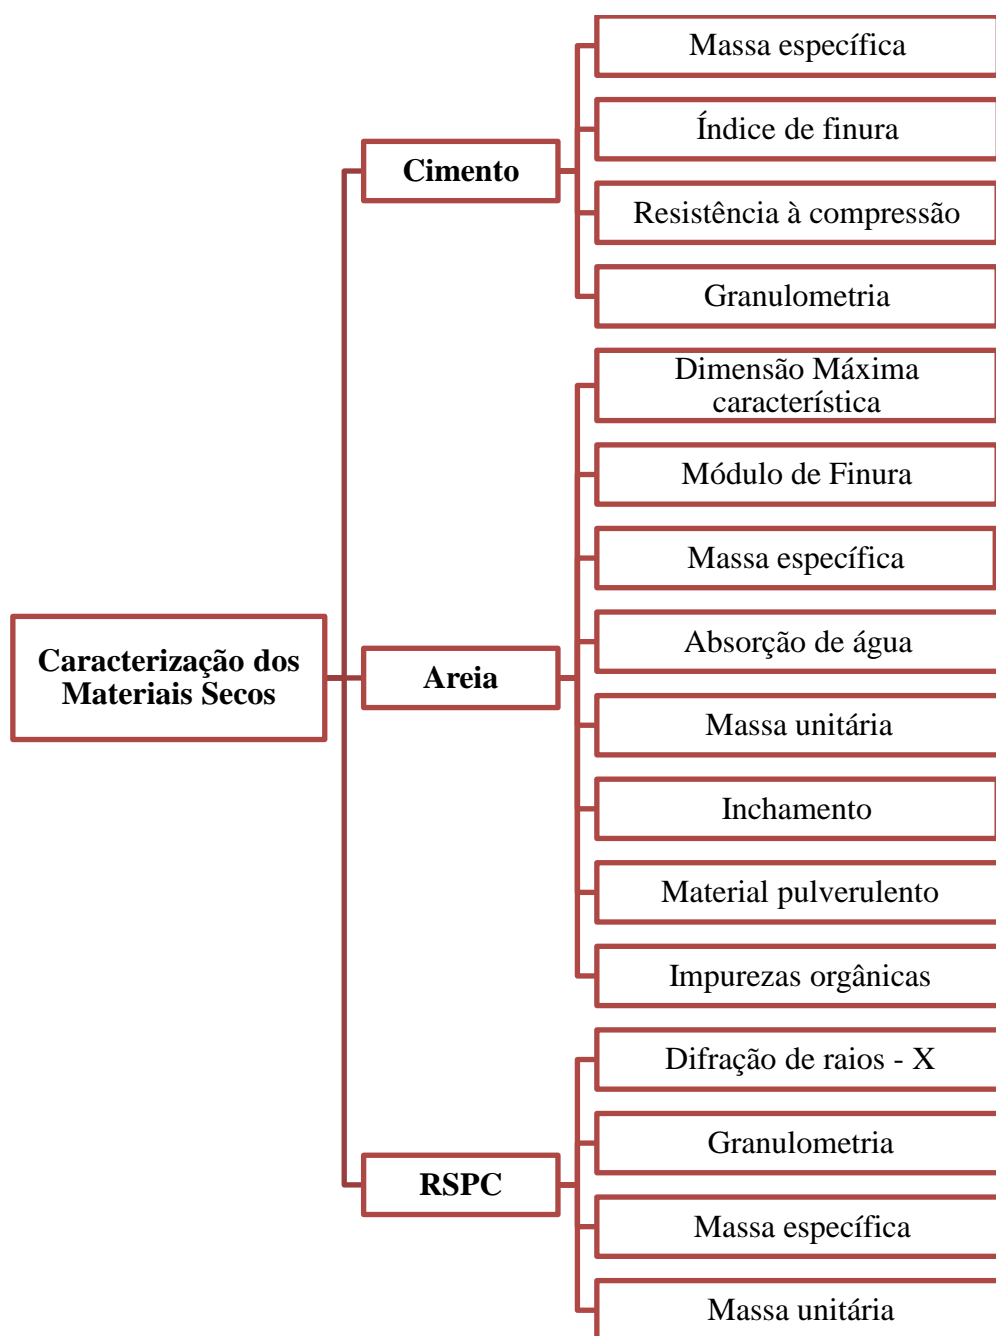 Caracterização dos
Materiais Secos
Cimento
Massa específica
Índice de finura
Resistência à compressão
Granulometria
Areia
Dimensão Máxima
característica
Módulo de Finura
Massa específica
Absorção de água
Massa unitária
Inchamento
Material pulverulento
Impurezas orgânicas
RSPC
Difração de raios - X
Granulometria
Massa específica
Massa unitária